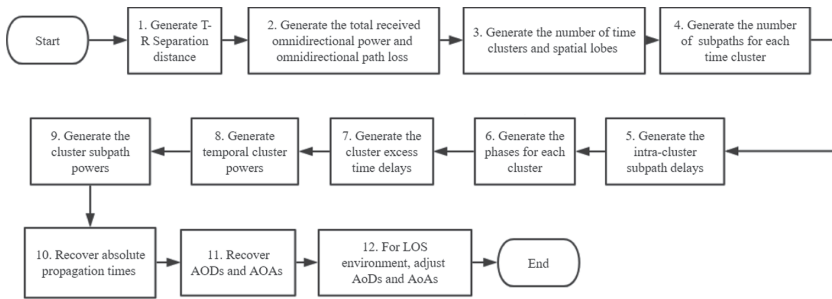 Start
1. Generate T-
R Separation
distance
2. Generate the total received
omnidirectional power and
omnidirectional path loss
3. Generate the number of time
clusters and spatial lobes
4. Generate the number
of subpaths for each
time cluster
5. Generate the
intra-cluster
subpath delays
6. Generate the
phases for each
cluster
7. Generate the
cluster excess
time delays
8. Generate
temporal cluster
powers
9. Generate the
cluster subpath
powers
10. Recover absolute
propagation times
11. Recover
AODs and AOAs
12. For LOS
environment, adjust
AoDs and AoAs
End